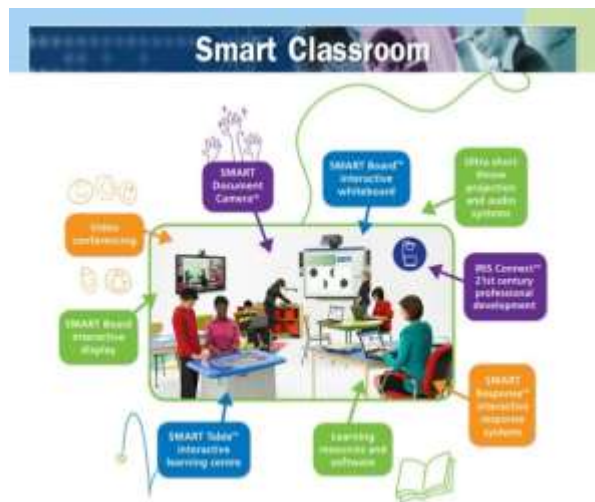 Smart Classroom
SMART
Document
Camera™
SMART Board™
interactive
whiteboard
Ultra short
throw
projection
and audio
systems
Video
conferencing
IRIS Connect™
21st century
professional
development
SMART Board
interactive
display
SMART
Response™
interactive
response
systems
SMART Table™
interactive
learning centre
Learning
resources and
software